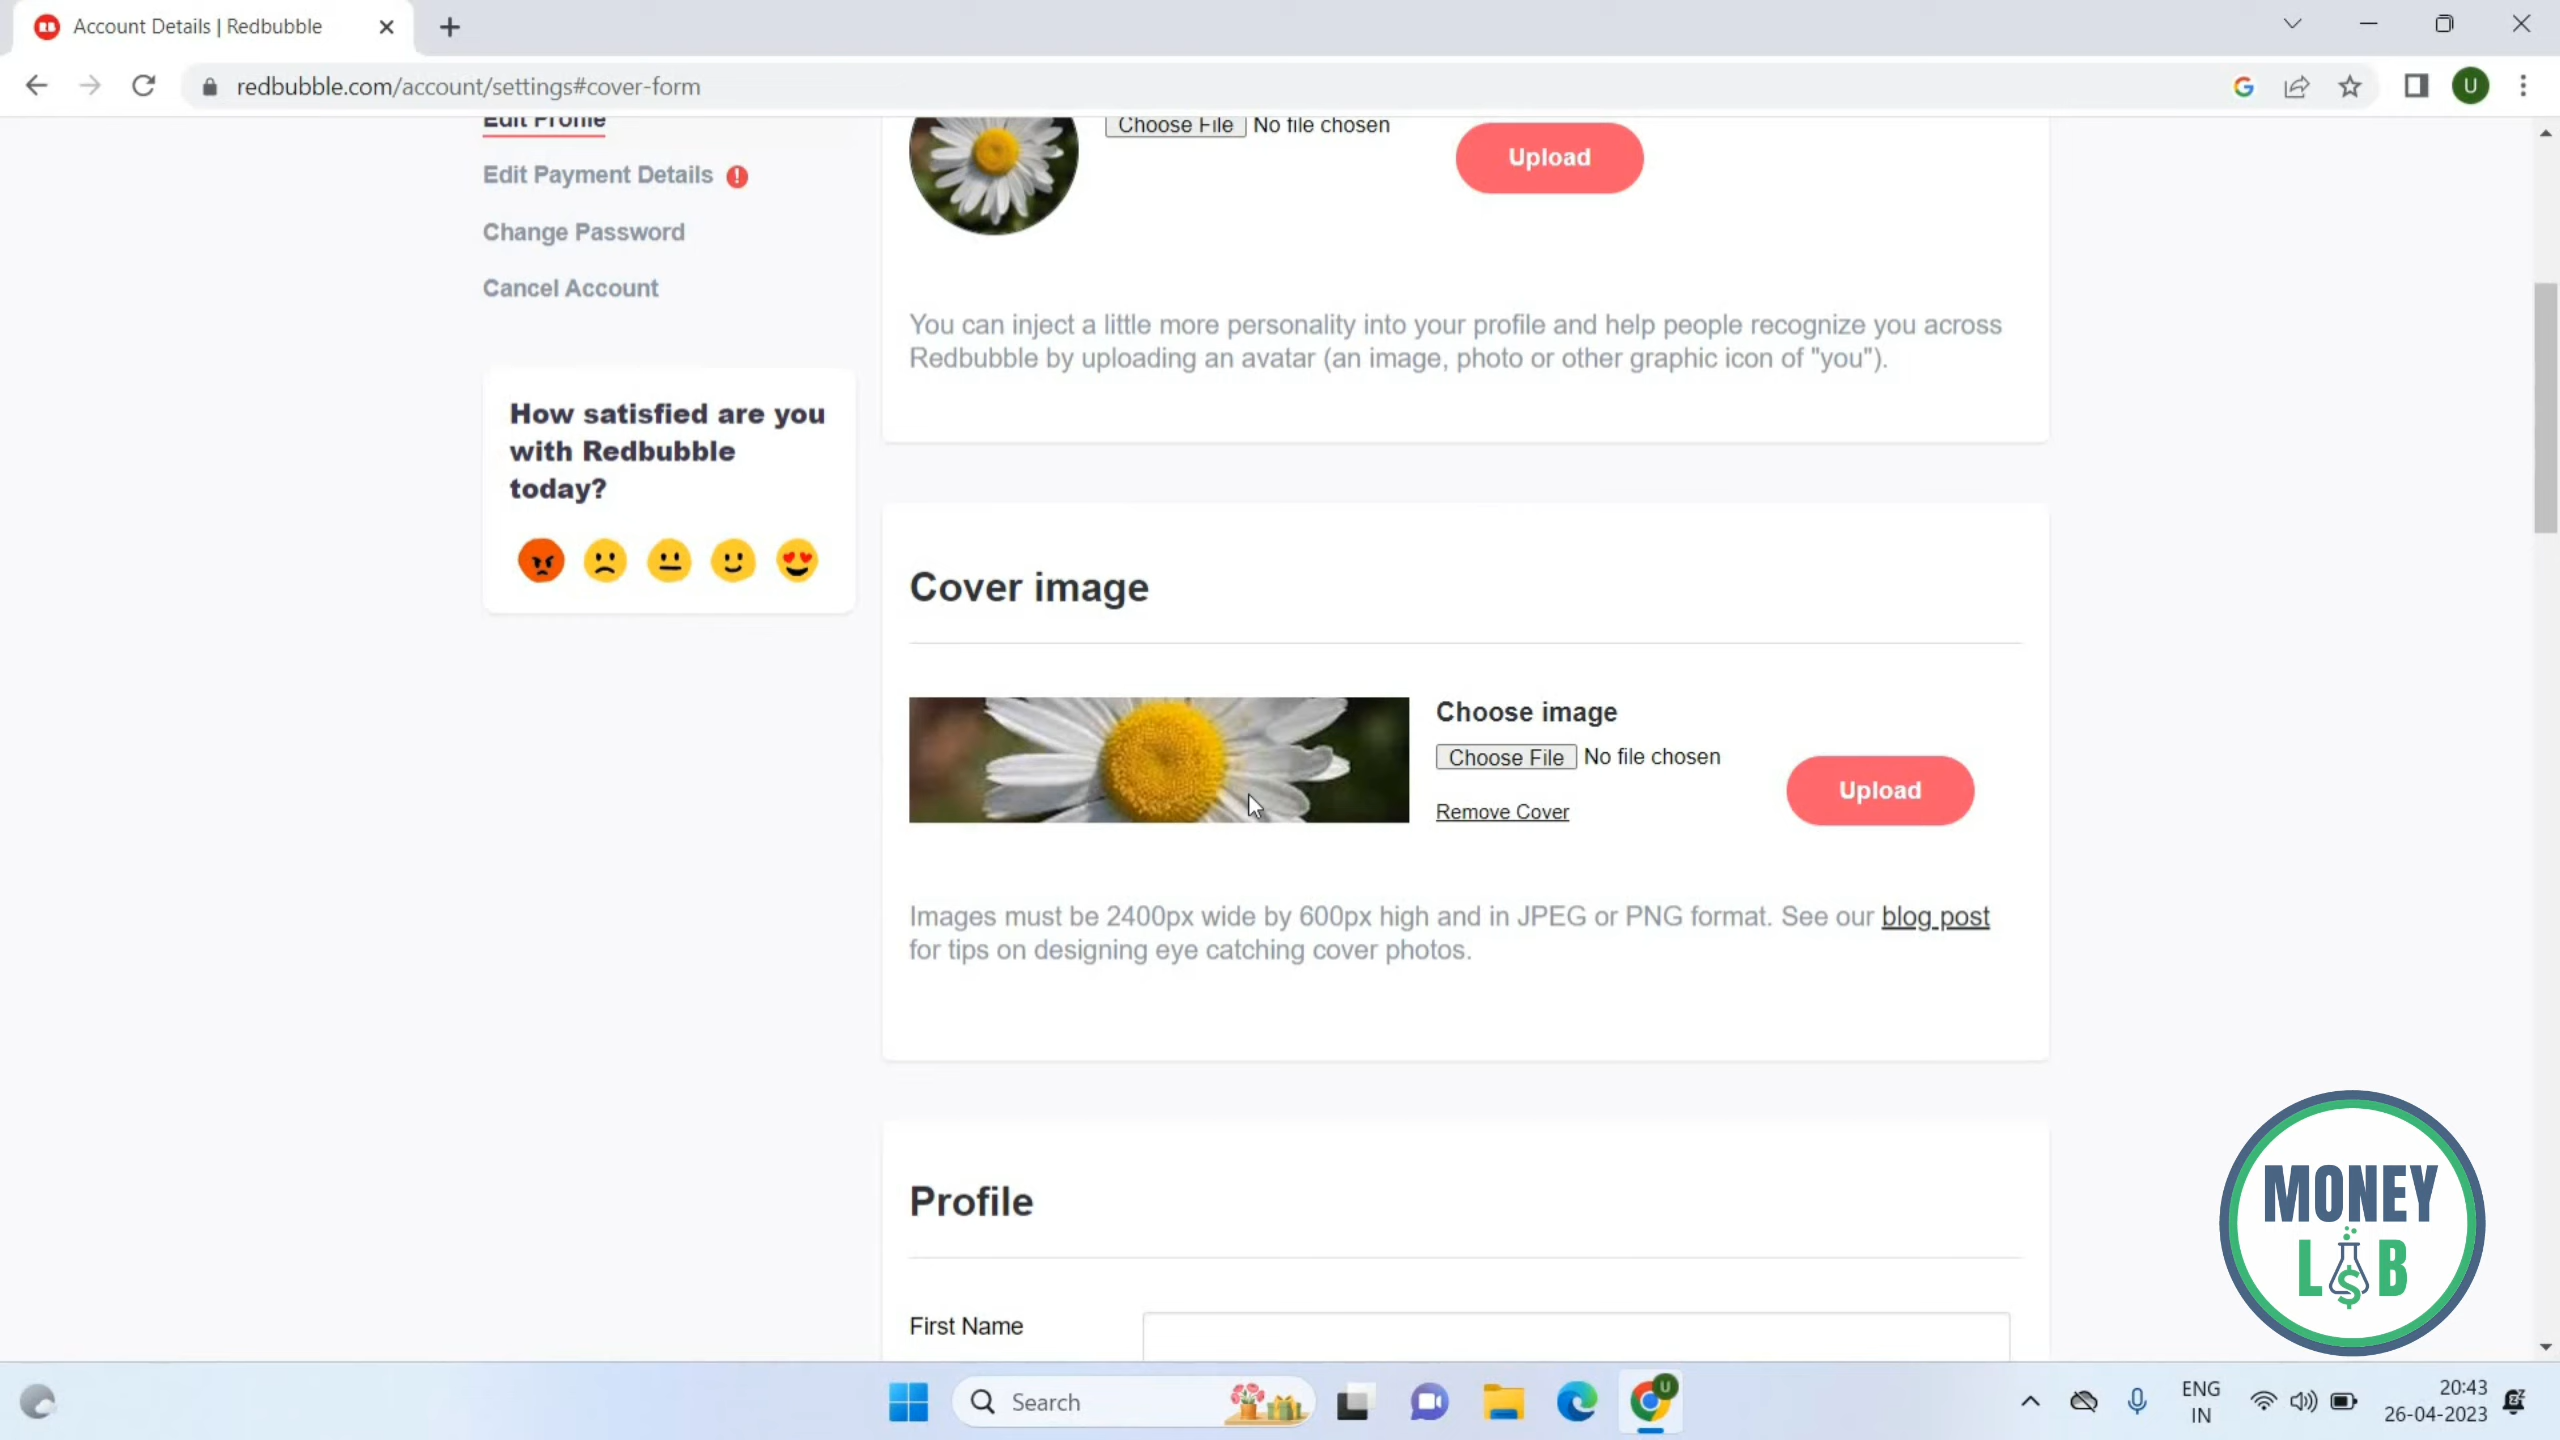 Account Details | Redbubble
redbubble.com/account/settings#cover-form
U
Edit Profile
Edit Payment Details
Change Password
Cancel Account
How satisfied are you
with Redbubble
today?
Choose File No file chosen
Upload
You can inject a little more personality into your profile and help people recognize you across
Redbubble by uploading an avatar (an image, photo or other graphic icon of "you").
Cover image
Choose image
Choose File No file chosen
Remove Cover
Upload
Images must be 2400px wide by 600px high and in JPEG or PNG format. See our blog post
for tips on designing eye catching cover photos.
Profile
First Name
MONEY
LAB
Search
U
ENG
IN
20:43
26-04-2023